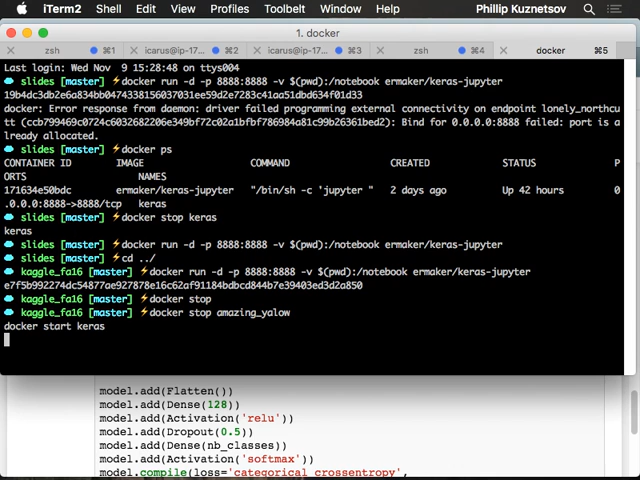 iTerm2 Shell Edit View Profiles Toolbelt Window Help Phillip Kuznetsov
1. docker
zsh ⌘1 icarus@ip-17... ⌘2 icarus@ip-17... ⌘3 zsh ⌘4 docker ⌘5
Last login: Wed Nov  9 15:28:48 on ttys004
slides [master] ⚡docker run -d -p 8888:8888 -v $(pwd):/notebook ermaker/keras-jupyter
19b4dc3db2e6a834bb0474338156037031ee59d2e7283c41aa51dbd634f01d33
docker: Error response from daemon: driver failed programming external connectivity on endpoint lonely_northcu
tt (ccb799469c0724c6032682206e349bf72c02a1bfbf786984a81c99b26361bed2): Bind for 0.0.0.0:8888 failed: port is a
lready allocated.
slides [master] ⚡docker ps
CONTAINER ID IMAGE COMMAND CREATED STATUS P
ORTS NAMES
171634e50bdc ermaker/keras-jupyter "/bin/sh -c 'jupyter " 2 days ago Up 42 hours 0
.0.0.0:8888->8888/tcp keras
slides [master] ⚡docker stop keras
keras
slides [master] ⚡docker run -d -p 8888:8888 -v $(pwd):/notebook ermaker/keras-jupyter
slides [master] ⚡cd ../
kaggle_fa16 [master] ⚡docker run -d -p 8888:8888 -v $(pwd):/notebook ermaker/keras-jupyter
e7f5b992274dc54877ae927878e16c62af91184bdbcd844b7e39403ed3d2a850
kaggle_fa16 [master] ⚡docker stop
kaggle_fa16 [master] ⚡docker stop amazing_yalow
docker start keras
model.add(Flatten())
model.add(Dense(128))
model.add(Activation('relu'))
model.add(Dropout(0.5))
model.add(Dense(nb_classes))
model.add(Activation('softmax'))
model.compile(loss='categorical_crossentropy',